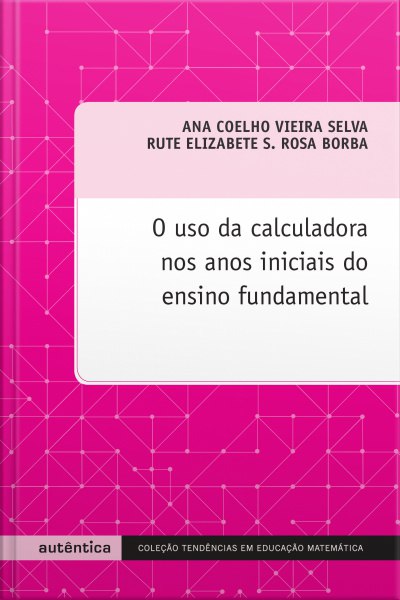 ANA COELHO VIEIRA SELVA
RUTE ELIZABETE S. ROSA BORBA
O uso da calculadora
nos anos iniciais do
ensino fundamental
autêntica
COLEÇÃO TENDÊNCIAS EM EDUCAÇÃO MATEMÁTICA